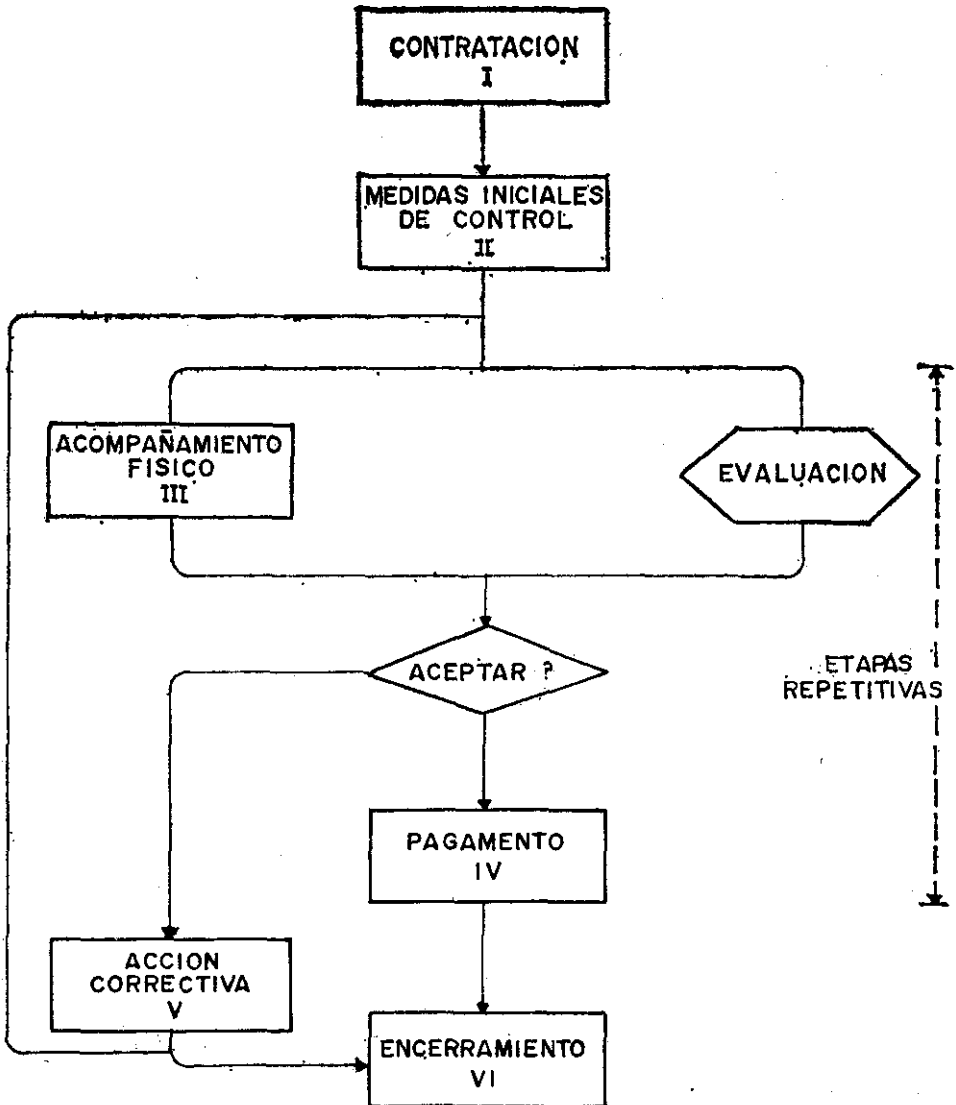 CONTRATACION
I
MEDIDAS INICIALES
DE CONTROL
II
ACOMPAÑAMIENTO
FISICO
III
EVALUACION
ACEPTAR ?
ETAPAS
REPETITIVAS
PAGAMENTO
IV
ACCION
CORRECTIVA
V
ENCERRAMIENTO
VI